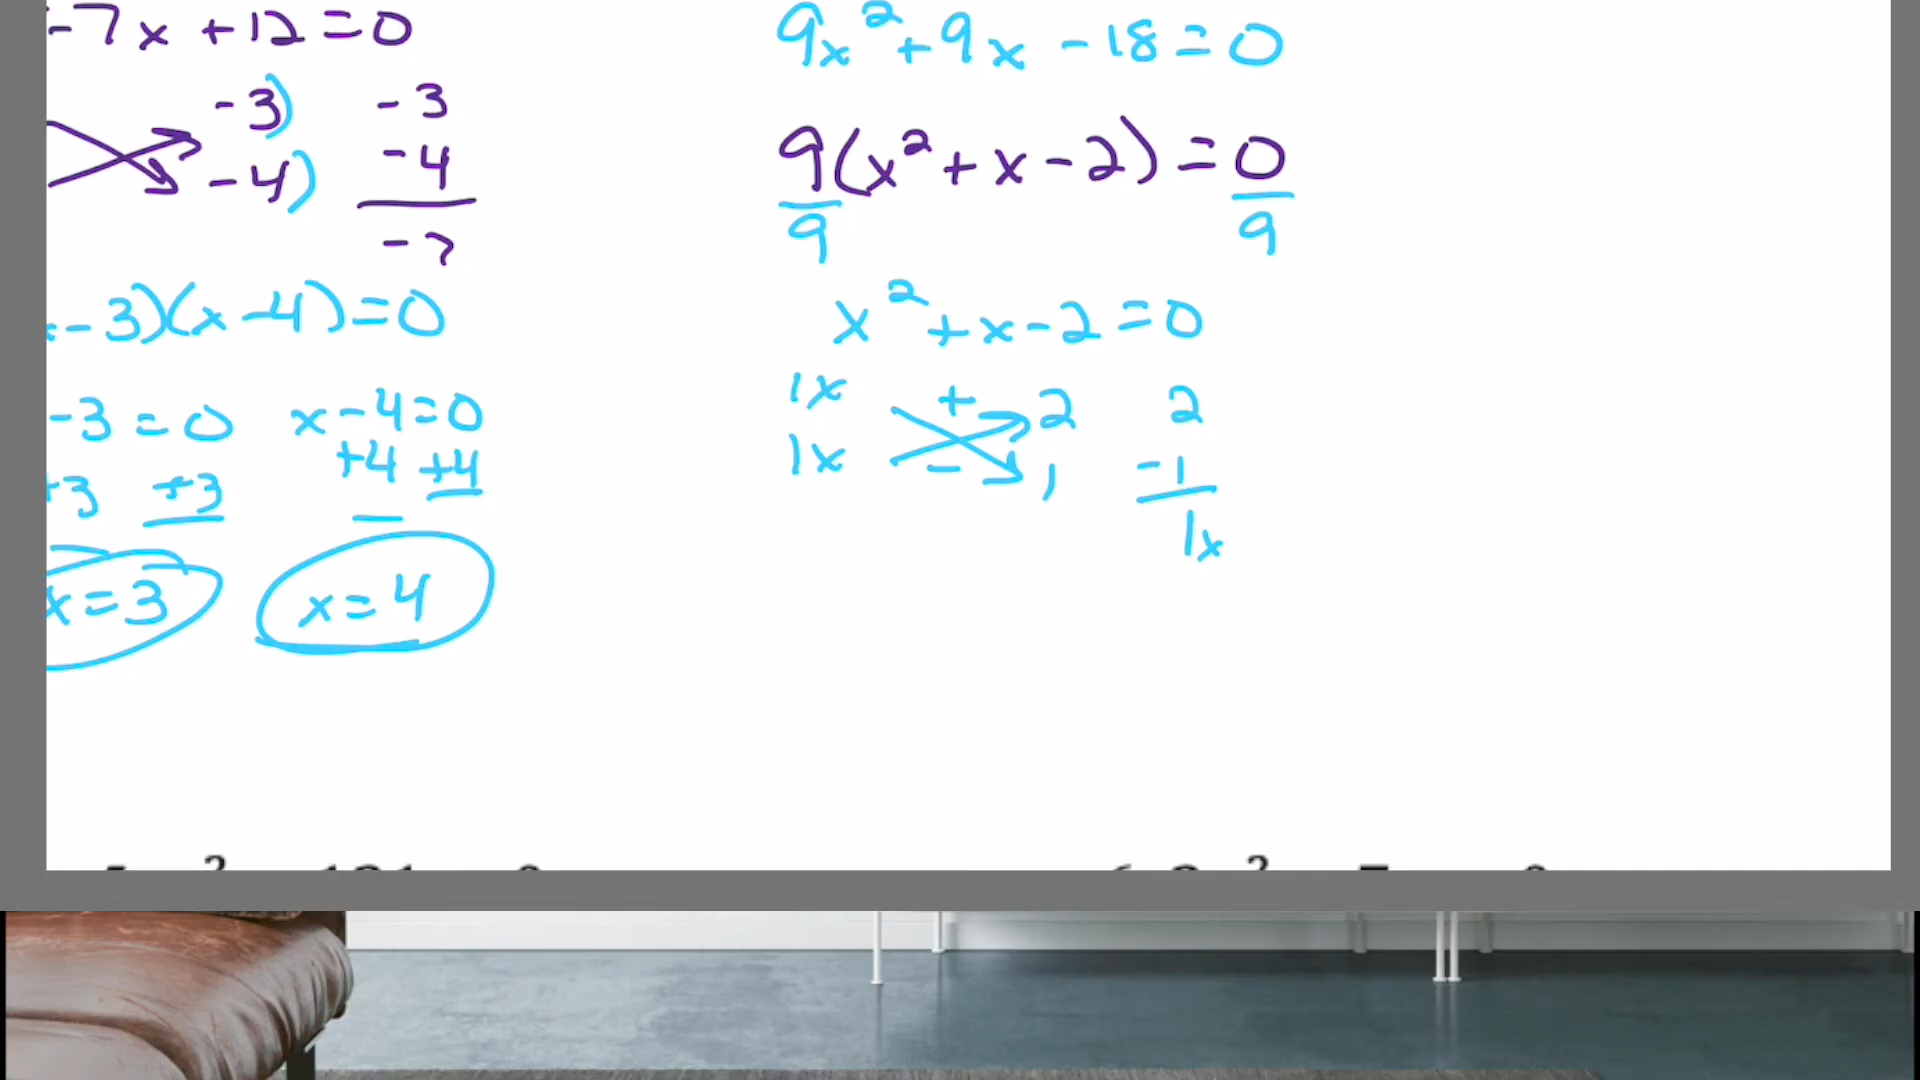 -7x +12=0
-3) -3
-4) -4
-7
-3)(x-4)=0
-3=0 x-4=0
+3 +3 +4 +4
x=3 x=4
9x²+9x-18=0
9(x²+x-2)=0
9 9
x²+x-2=0
1x + 2 2
1x - 1 -1
1x